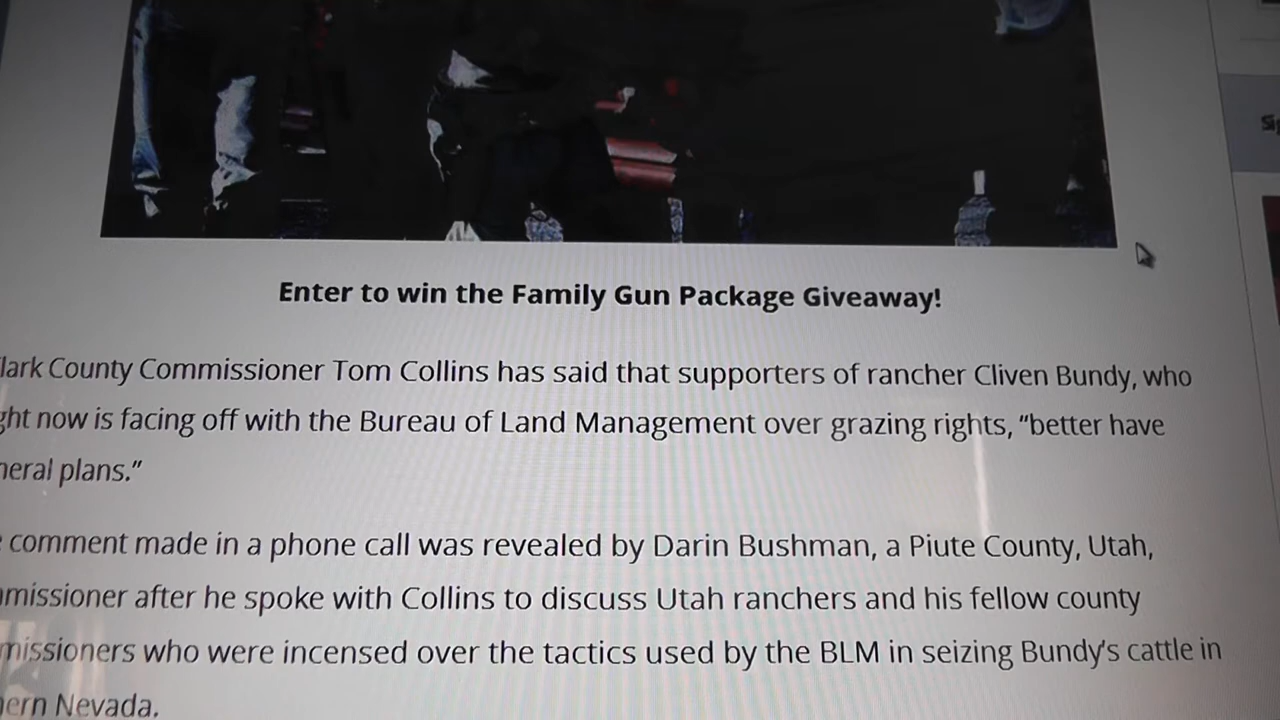 Enter to win the Family Gun Package Giveaway!
lark County Commissioner Tom Collins has said that supporters of rancher Cliven Bundy, who
ght now is facing off with the Bureau of Land Management over grazing rights, “better have
neral plans.”
comment made in a phone call was revealed by Darin Bushman, a Piute County, Utah,
missioner after he spoke with Collins to discuss Utah ranchers and his fellow county
missioners who were incensed over the tactics used by the BLM in seizing Bundy’s cattle in
ern Nevada.